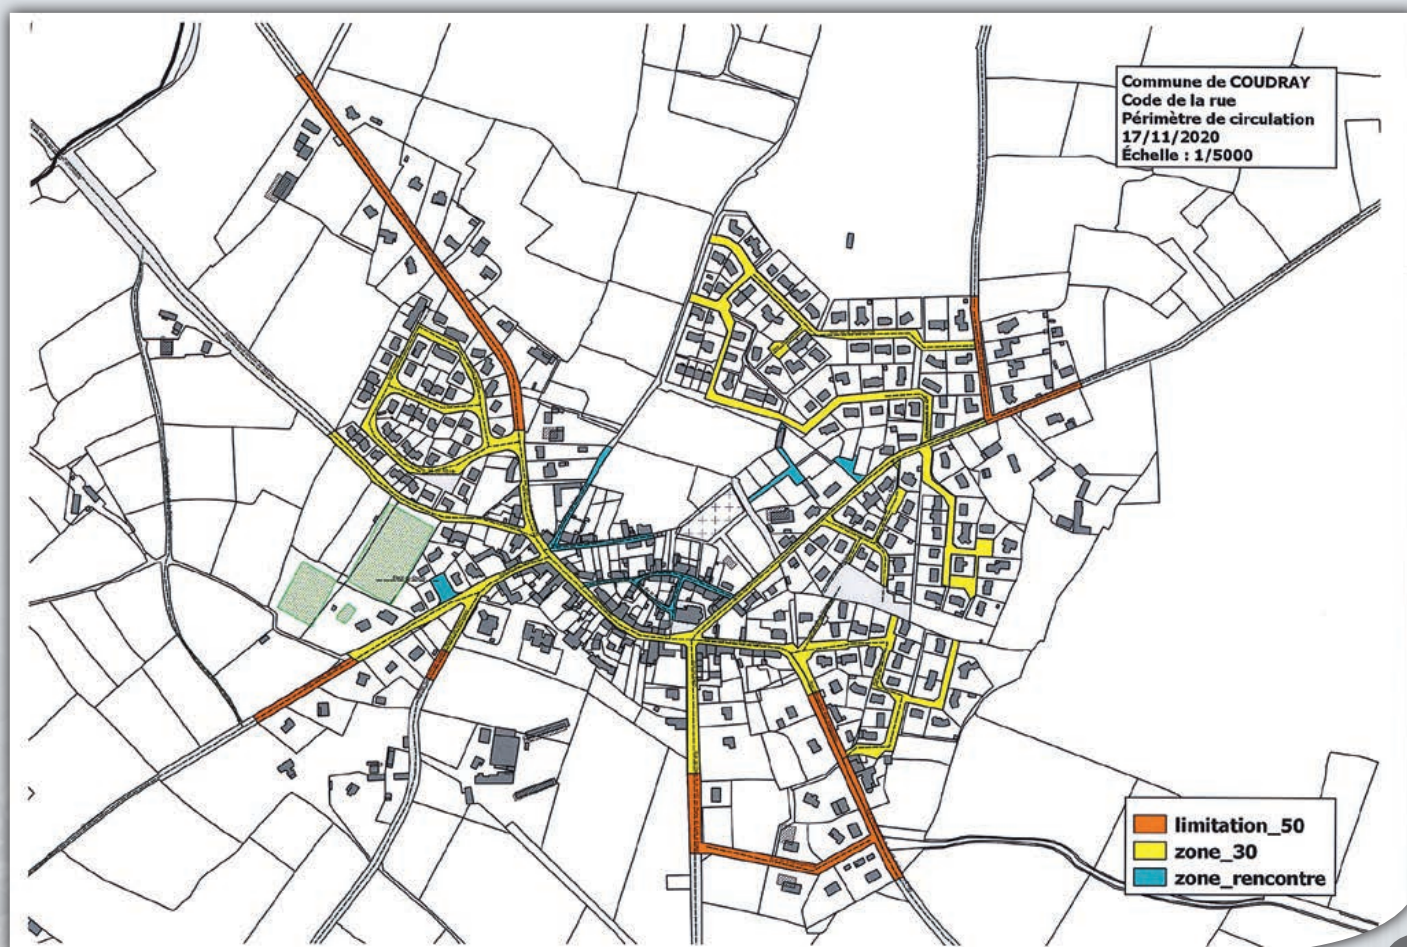 Commune de COUDRAY
Code de la rue
Périmètre de circulation
17/11/2020
Échelle : 1/5000
limitation_50
zone_30
zone_rencontre